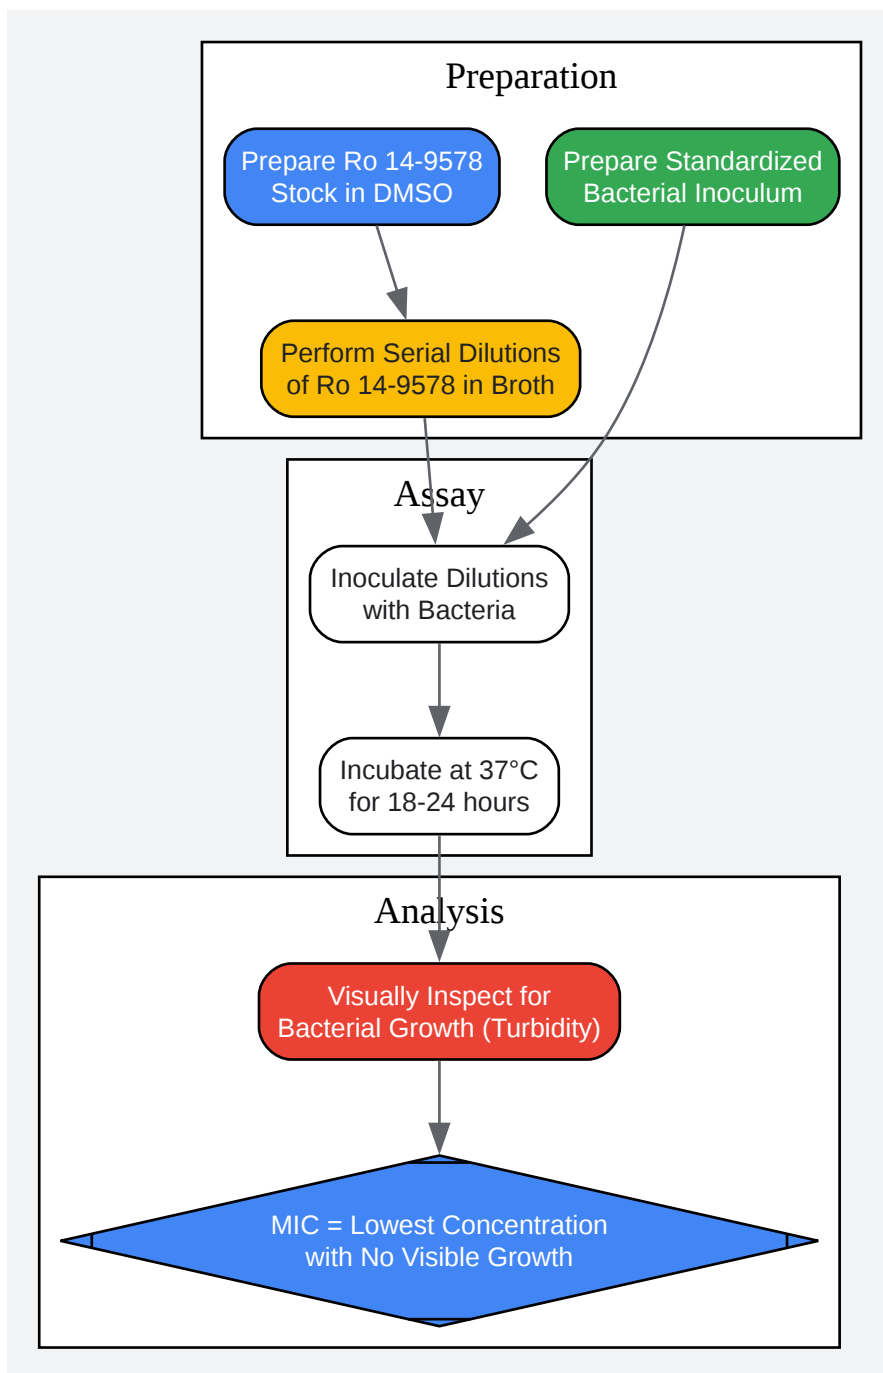 Preparation
Prepare Ro 14-9578
Stock in DMSO
Prepare Standardized
Bacterial Inoculum
Perform Serial Dilutions
of Ro 14-9578 in Broth
Assay
Inoculate Dilutions
with Bacteria
Incubate at 37°C
for 18-24 hours
Analysis
Visually Inspect for
Bacterial Growth (Turbidity)
MIC = Lowest Concentration
with No Visible Growth